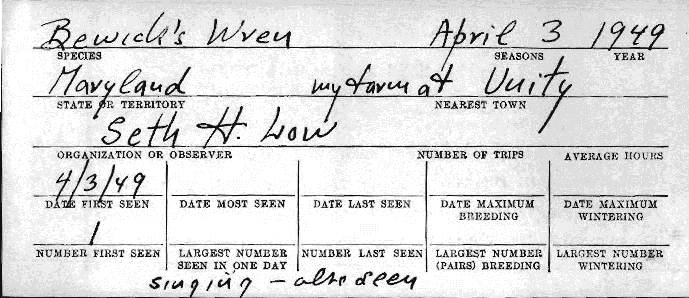 Bewick's Wren April 3 1949
SPECIES SEASONS YEAR
Maryland my farm at Unity
STATE OR TERRITORY NEAREST TOWN
Seth H. Low
ORGANIZATION OR OBSERVER NUMBER OF TRIPS AVERAGE HOURS
4/3/49
DATE FIRST SEEN DATE MOST SEEN DATE LAST SEEN DATE MAXIMUM BREEDING DATE MAXIMUM WINTERING
1
NUMBER FIRST SEEN LARGEST NUMBER SEEN IN ONE DAY NUMBER LAST SEEN LARGEST NUMBER (PAIRS) BREEDING LARGEST NUMBER WINTERING
singing - also seen